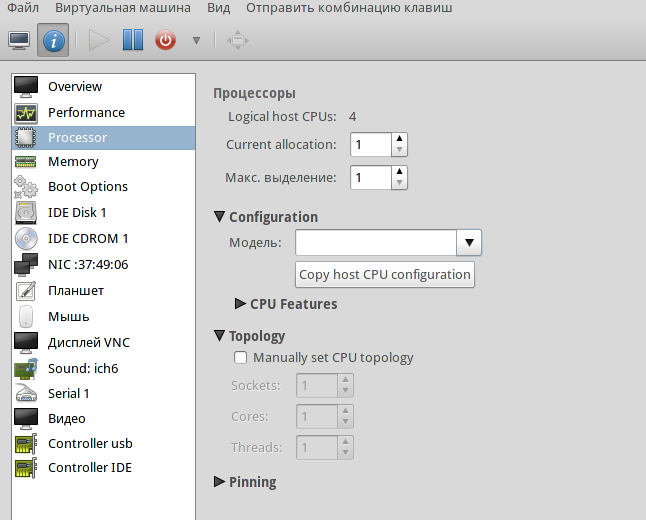 Файл Виртуальная машина Вид Отправить комбинацию клавиш
Overview
Performance
Processor
Memory
Boot Options
IDE Disk 1
IDE CDROM 1
NIC :37:49:06
Планшет
Мышь
Дисплей VNC
Sound: ich6
Serial 1
Видео
Controller usb
Controller IDE
Процессоры
Logical host CPUs: 4
Current allocation: 1
Макс. выделение: 1
Configuration
Модель:
Copy host CPU configuration
CPU Features
Topology
Manually set CPU topology
Sockets: 1
Cores: 1
Threads: 1
Pinning